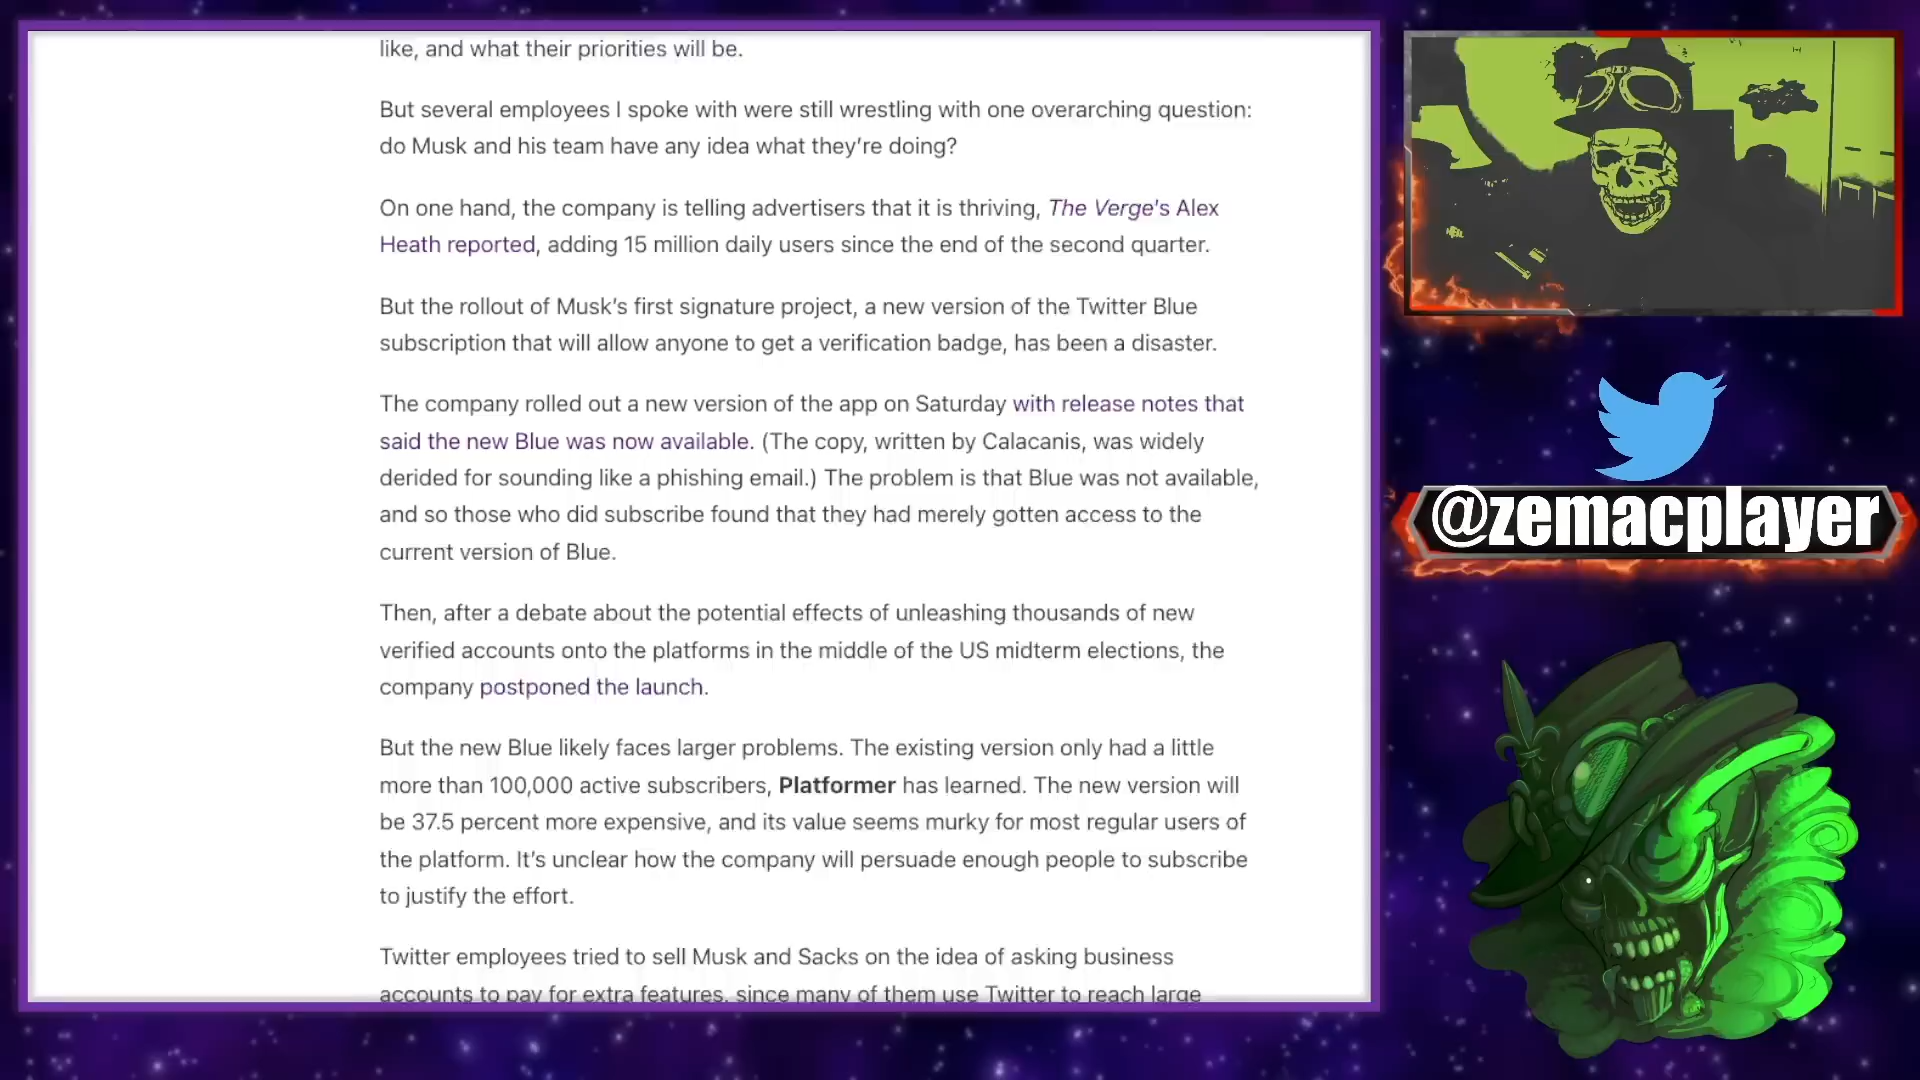 like, and what their priorities will be.
But several employees I spoke with were still wrestling with one overarching question:
do Musk and his team have any idea what they’re doing?
On one hand, the company is telling advertisers that it is thriving, The Verge's Alex
Heath reported, adding 15 million daily users since the end of the second quarter.
But the rollout of Musk’s first signature project, a new version of the Twitter Blue
subscription that will allow anyone to get a verification badge, has been a disaster.
The company rolled out a new version of the app on Saturday with release notes that
said the new Blue was now available. (The copy, written by Calacanis, was widely
derided for sounding like a phishing email.) The problem is that Blue was not available,
and so those who did subscribe found that they had merely gotten access to the
current version of Blue.
Then, after a debate about the potential effects of unleashing thousands of new
verified accounts onto the platforms in the middle of the US midterm elections, the
company postponed the launch.
But the new Blue likely faces larger problems. The existing version only had a little
more than 100,000 active subscribers, Platformer has learned. The new version will
be 37.5 percent more expensive, and its value seems murky for most regular users of
the platform. It’s unclear how the company will persuade enough people to subscribe
to justify the effort.
Twitter employees tried to sell Musk and Sacks on the idea of asking business
accounts to pay for extra features, since many of them use Twitter to reach large
@zemacplayer